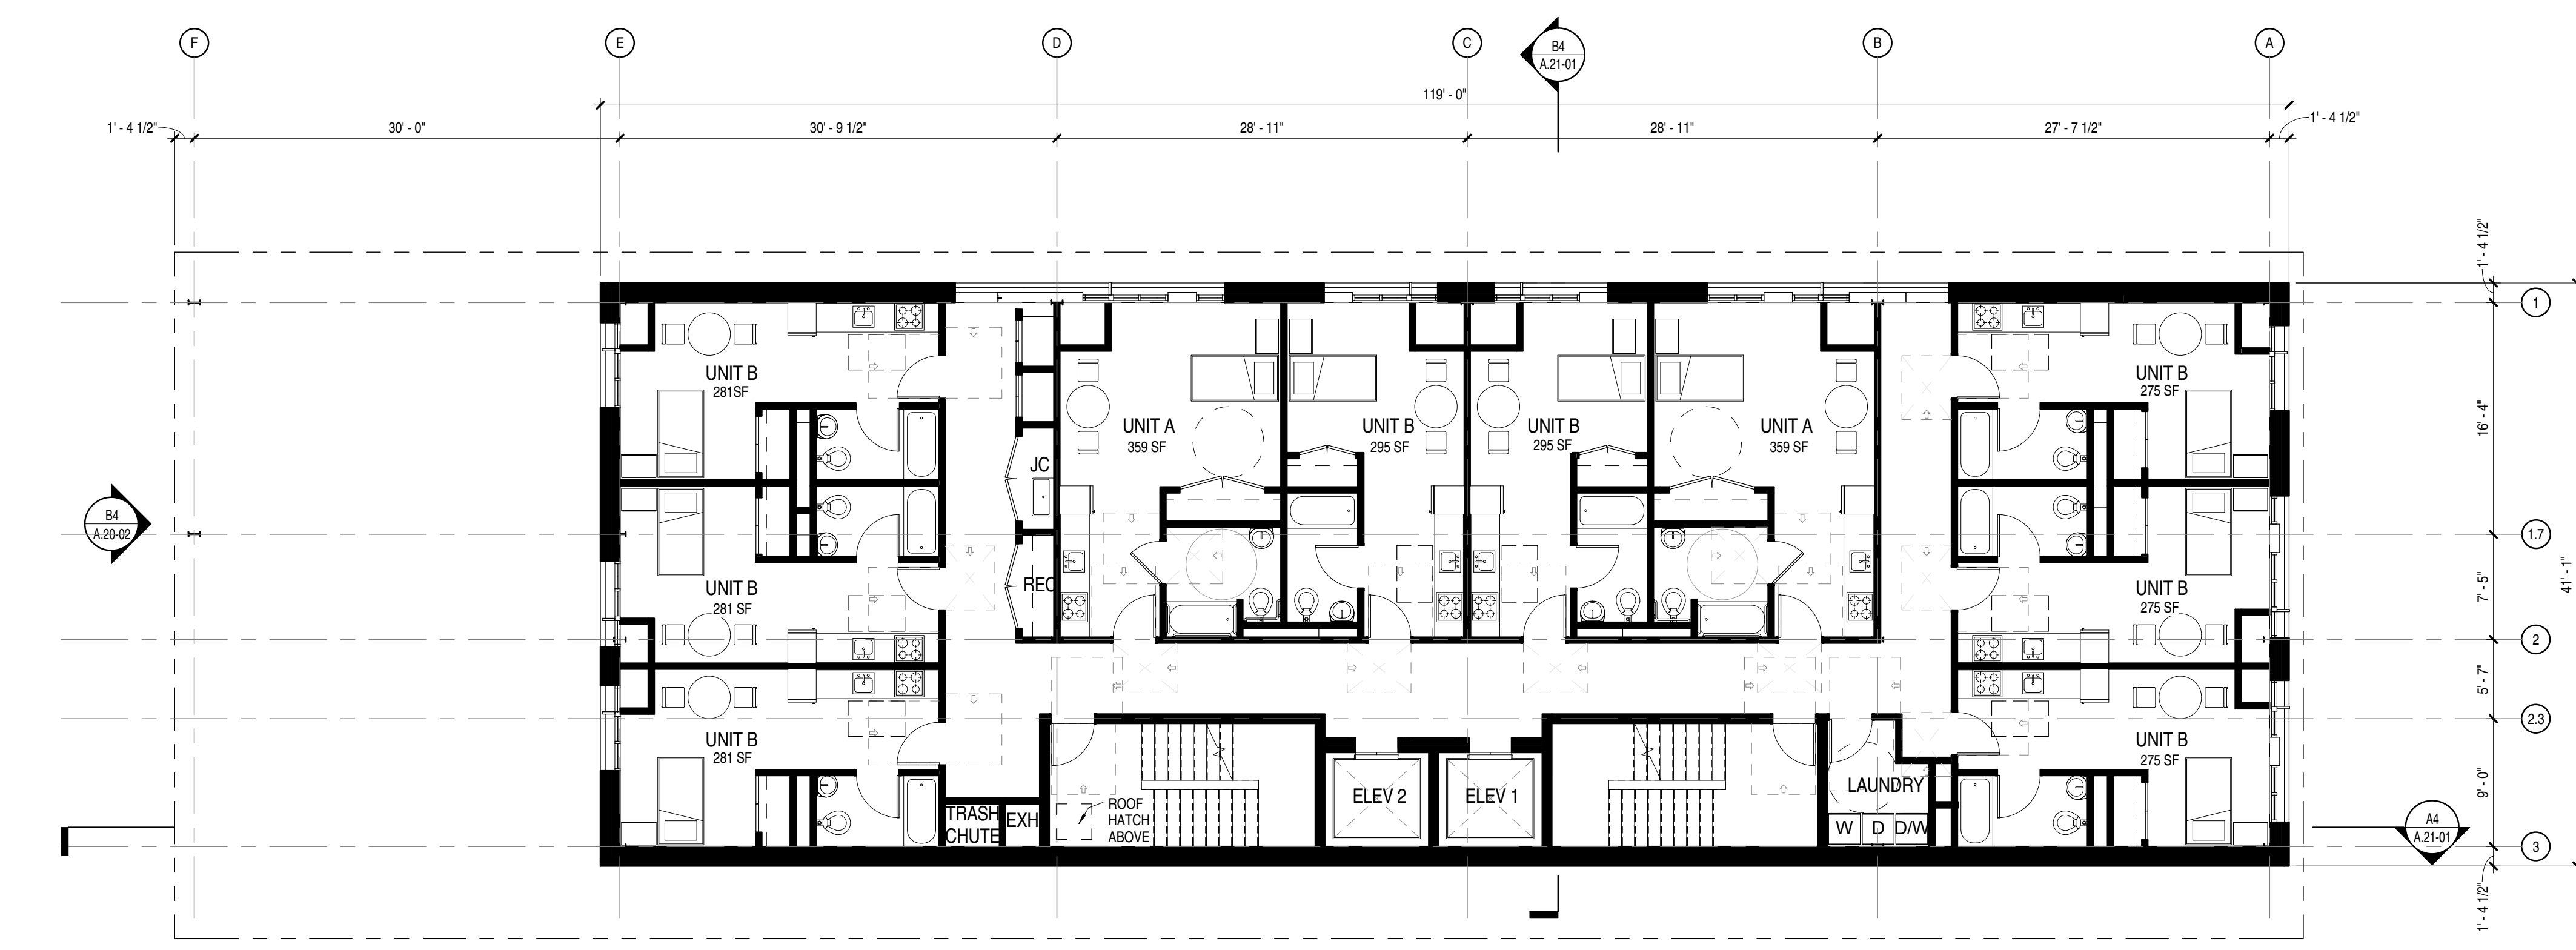 F
E
D
C
B4
A.21-01
B
A
119' - 0"
1' - 4 1/2"
30' - 0"
30' - 9 1/2"
28' - 11"
28' - 11"
27' - 7 1/2"
1' - 4 1/2"
1' - 4 1/2"
1
16' - 4"
1.7
7' - 5"
41' - 1"
2
5' - 7"
2.3
9' - 0"
3
1' - 4 1/2"
B4
A.20-02
A4
A.21-01
UNIT B
281SF
UNIT A
359 SF
UNIT B
295 SF
UNIT B
295 SF
UNIT A
359 SF
UNIT B
275 SF
JC
REC
UNIT B
281 SF
UNIT B
275 SF
UNIT B
281 SF
UNIT B
275 SF
TRASH
CHUTE
EXH
ROOF
HATCH
ABOVE
ELEV 2
ELEV 1
LAUNDRY
W
D
D/W